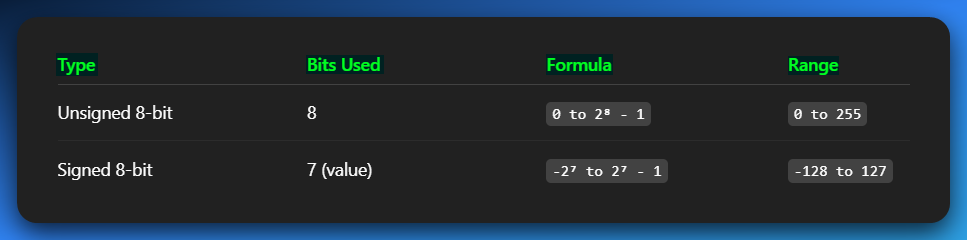 Type Bits Used Formula Range
Unsigned 8-bit 8 0 to 2⁸ - 1 0 to 255
Signed 8-bit 7 (value) -2⁷ to 2⁷ - 1 -128 to 127